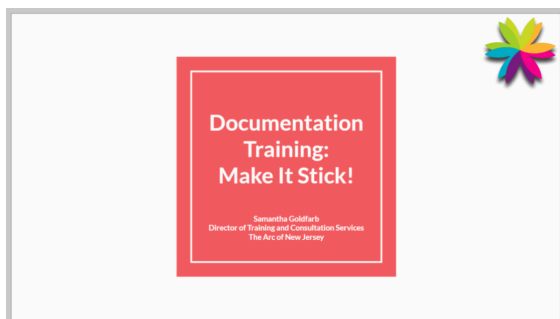 Documentation
Training:
Make It Stick!
Samantha Goldfarb
Director of Training and Consultation Services
The Arc of New Jersey